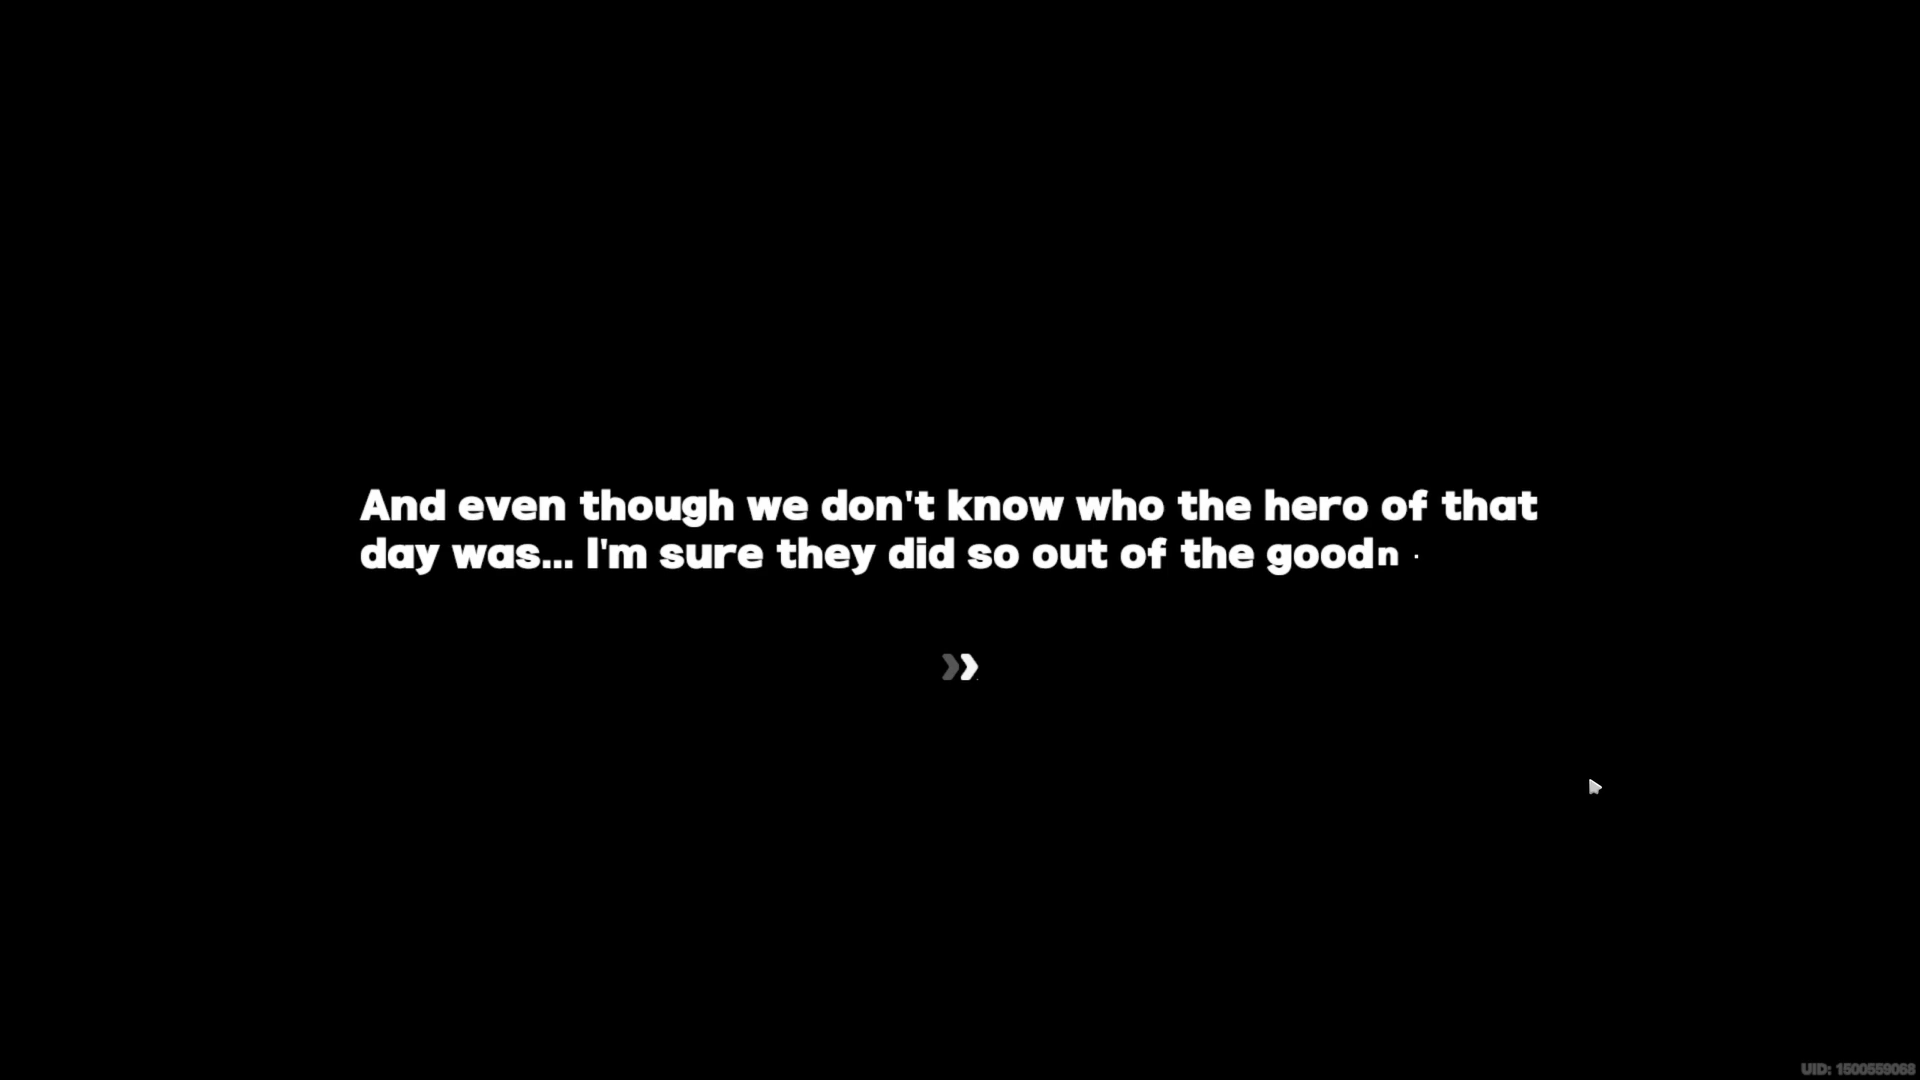 And even though we don't know who the hero of that
day was... I'm sure they did so out of the goodn
UID: 1500559068